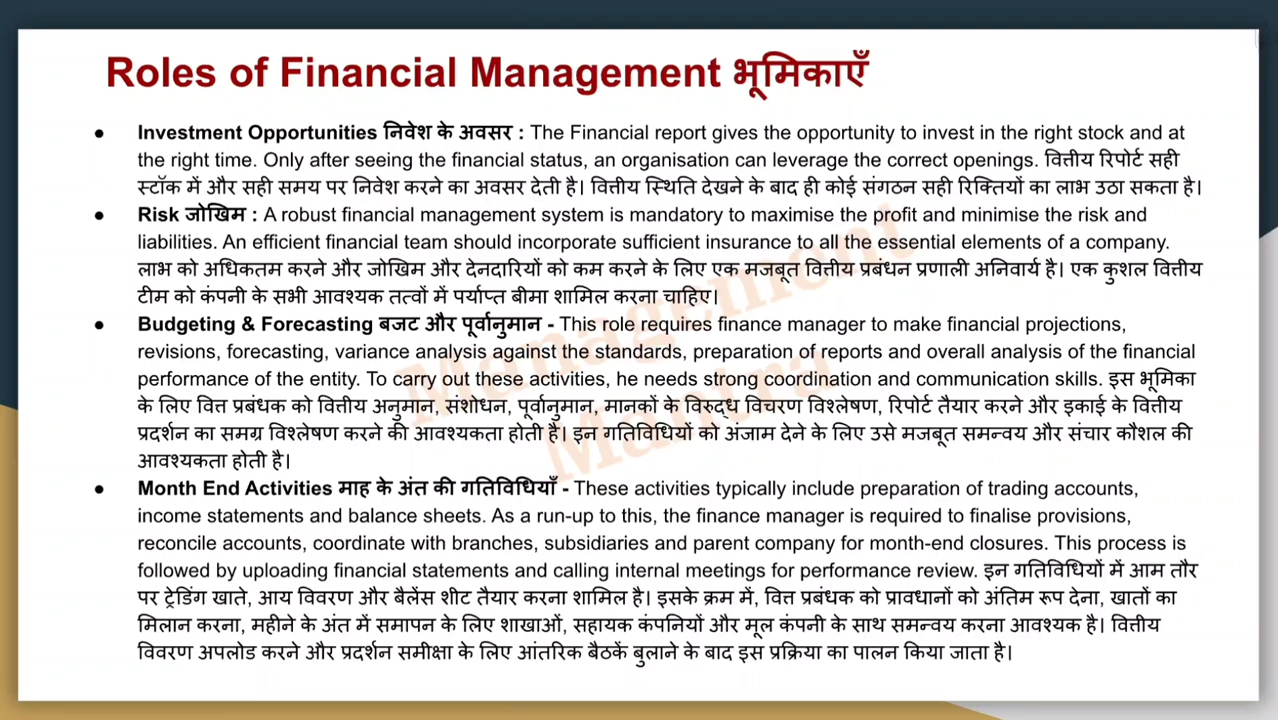 Roles of Financial Management भूमिकाएँ
● Investment Opportunities निवेश के अवसर : The Financial report gives the opportunity to invest in the right stock and at
the right time. Only after seeing the financial status, an organisation can leverage the correct openings. वित्तीय रिपोर्ट सही
स्टॉक में और सही समय पर निवेश करने का अवसर देती है। वित्तीय स्थिति देखने के बाद ही कोई संगठन सही रिक्तियों का लाभ उठा सकता है।
● Risk जोखिम : A robust financial management system is mandatory to maximise the profit and minimise the risk and
liabilities. An efficient financial team should incorporate sufficient insurance to all the essential elements of a company.
लाभ को अधिकतम करने और जोखिम और देनदारियों को कम करने के लिए एक मजबूत वित्तीय प्रबंधन प्रणाली अनिवार्य है। एक कुशल वित्तीय
टीम को कंपनी के सभी आवश्यक तत्वों में पर्याप्त बीमा शामिल करना चाहिए।
● Budgeting & Forecasting बजट और पूर्वानुमान - This role requires finance manager to make financial projections,
revisions, forecasting, variance analysis against the standards, preparation of reports and overall analysis of the financial
performance of the entity. To carry out these activities, he needs strong coordination and communication skills. इस भूमिका
के लिए वित्त प्रबंधक को वित्तीय अनुमान, संशोधन, पूर्वानुमान, मानकों के विरुद्ध विचरण विश्लेषण, रिपोर्ट तैयार करने और इकाई के वित्तीय
प्रदर्शन का समग्र विश्लेषण करने की आवश्यकता होती है। इन गतिविधियों को अंजाम देने के लिए उसे मजबूत समन्वय और संचार कौशल की
आवश्यकता होती है।
● Month End Activities माह के अंत की गतिविधियाँ - These activities typically include preparation of trading accounts,
income statements and balance sheets. As a run-up to this, the finance manager is required to finalise provisions,
reconcile accounts, coordinate with branches, subsidiaries and parent company for month-end closures. This process is
followed by uploading financial statements and calling internal meetings for performance review. इन गतिविधियों में आम तौर
पर ट्रेडिंग खाते, आय विवरण और बैलेंस शीट तैयार करना शामिल है। इसके क्रम में, वित्त प्रबंधक को प्रावधानों को अंतिम रूप देना, खातों का
मिलान करना, महीने के अंत में समापन के लिए शाखाओं, सहायक कंपनियों और मूल कंपनी के साथ समन्वय करना आवश्यक है। वित्तीय
विवरण अपलोड करने और प्रदर्शन समीक्षा के लिए आंतरिक बैठकें बुलाने के बाद इस प्रक्रिया का पालन किया जाता है।
Management
Mantra